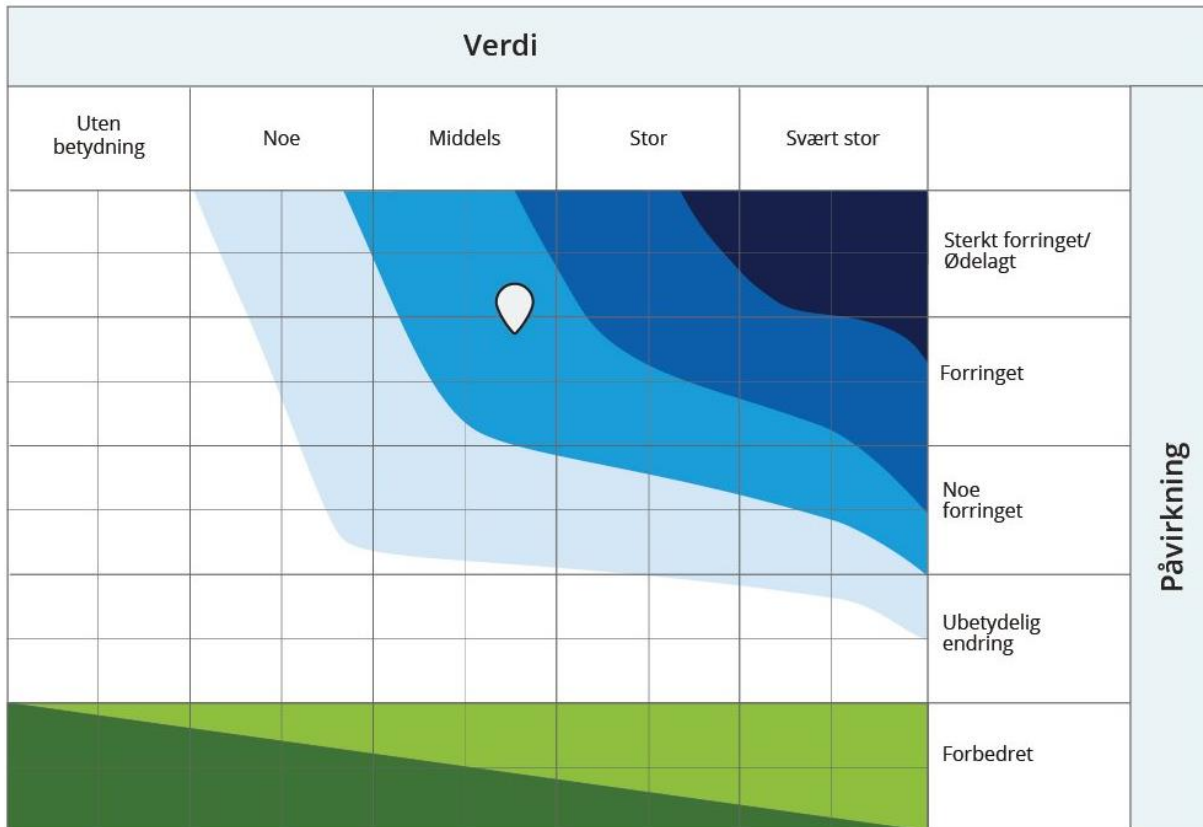 Verdi
Uten
betydning
Noe
Middels
Stor
Svært stor
Sterkt forringet/
Ødelagt
Forringet
Noe
forringet
Ubetydelig
endring
Forbedret
Påvirkning